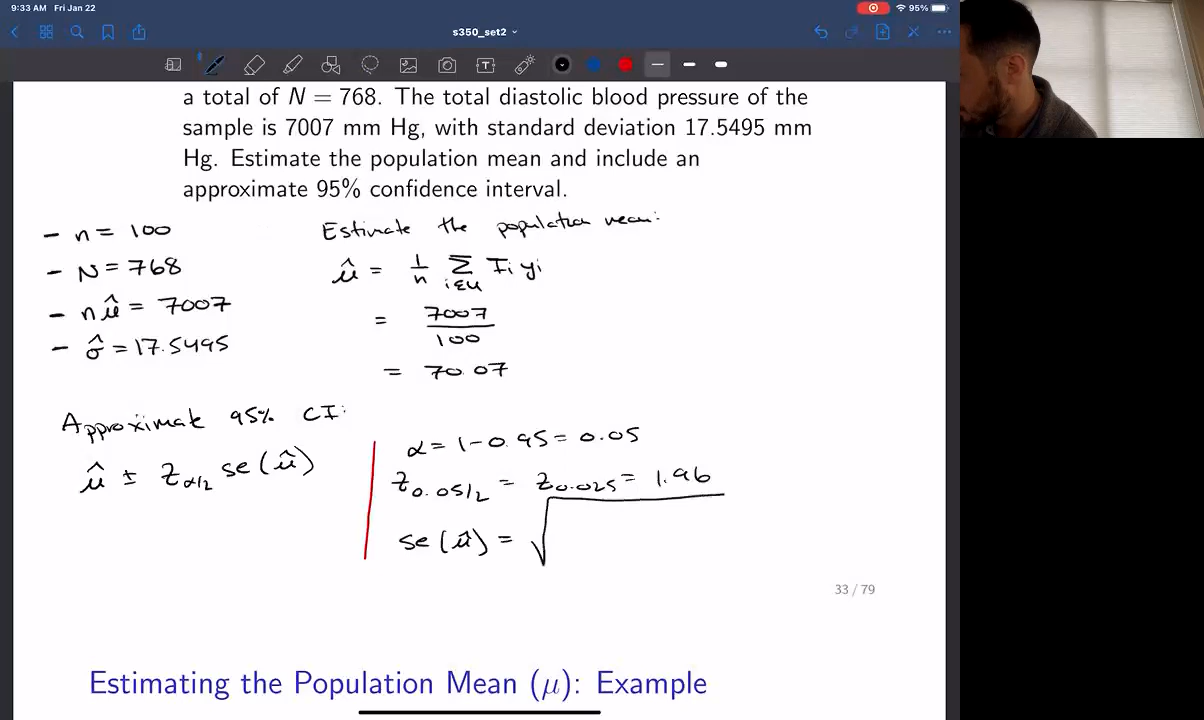 9:33 AM Fri Jan 22
95%
s350_set2
a total of N = 768. The total diastolic blood pressure of the
sample is 7007 mm Hg, with standard deviation 17.5495 mm
Hg. Estimate the population mean and include an
approximate 95% confidence interval.
- n = 100
- N = 768
- nμ̂ = 7007
- σ̂ = 17.5495
Estimate the population mean:
μ̂ = 1/n Σ_{i∈u} I_i y_i
= 7007/100
= 70.07
Approximate 95% CI:
μ̂ ± Z_{α/2} se(μ̂)
α = 1 - 0.95 = 0.05
Z_{0.05/2} = Z_{0.025} = 1.96
se(μ̂) = √
33 / 79
Estimating the Population Mean (μ): Example